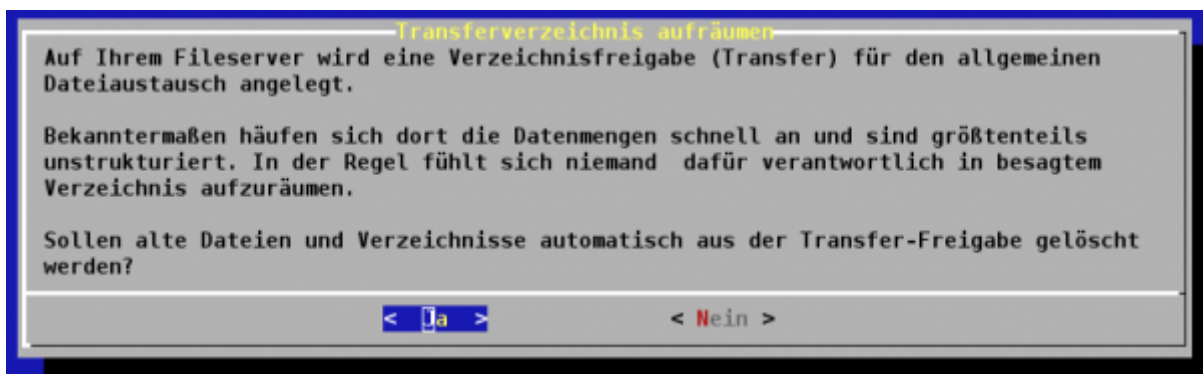 Transferverzeichnis aufräumen
Auf Ihrem Fileserver wird eine Verzeichnisfreigabe (Transfer) für den allgemeinen
Dateiaustausch angelegt.
Bekanntermaßen häufen sich dort die Datenmengen schnell an und sind größtenteils
unstrukturiert. In der Regel fühlt sich niemand  dafür verantwortlich in besagtem
Verzeichnis aufzuräumen.
Sollen alte Dateien und Verzeichnisse automatisch aus der Transfer-Freigabe gelöscht
werden?
<  Ja  > < Nein >